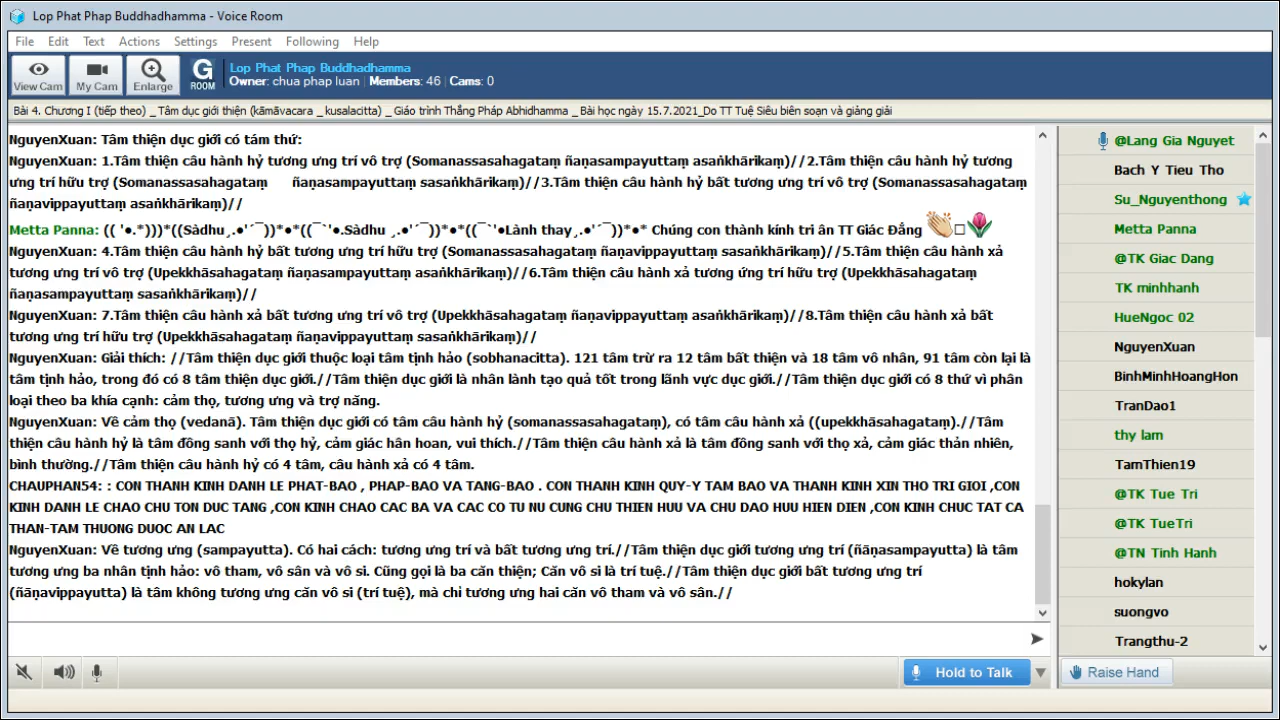 Lop Phat Phap Buddhadhamma - Voice Room
File Edit Text Actions Settings Present Following Help
View Cam My Cam Enlarge G ROOM
Lop Phat Phap Buddhadhamma
Owner: chua phap luan | Members: 46 | Cams: 0
Bài 4. Chương I (tiếp theo) _ Tâm dục giới thiện (kāmāvacara _ kusalacitta) _ Giáo trình Thắng Pháp Abhidhamma _ Bài học ngày 15.7.2021_Do TT Tuệ Siêu biên soạn và giảng giải
NguyenXuan: Tâm thiện dục giới có tám thứ:
NguyenXuan: 1.Tâm thiện câu hành hỷ tương ưng trí vô trợ (Somanassasahagataṃ ñaṇasampayuttaṃ asaṅkhārikaṃ)//2.Tâm thiện câu hành hỷ tương
ưng trí hữu trợ (Somanassasahagataṃ ñaṇasampayuttaṃ sasaṅkhārikaṃ)//3.Tâm thiện câu hành hỷ bất tương ưng trí vô trợ (Somanassasahagataṃ
ñaṇavippayuttaṃ asaṅkhārikaṃ)//
Metta Panna: (( '●.*)))*((Sàdhu¸.●'´¯))*●*((¯`'●.Sàdhu ¸.●'´¯))*●*((¯`'●Lành thay¸.●'´¯))*●* Chúng con thành kính tri ân TT Giác Đẳng 👏□🌷
NguyenXuan: 4.Tâm thiện câu hành hỷ bất tương ưng trí hữu trợ (Somanassasahagataṃ ñaṇavippayuttaṃ sasaṅkhārikaṃ)//5.Tâm thiện câu hành xả
tương ưng trí vô trợ (Upekkhāsahagataṃ ñaṇasampayuttaṃ asaṅkhārikaṃ)//6.Tâm thiện câu hành xả tương ứng trí hữu trợ (Upekkhāsahagataṃ
ñaṇasampayuttaṃ sasaṅkhārikaṃ)//
NguyenXuan: 7.Tâm thiện câu hành xả bất tương ưng trí vô trợ (Upekkhāsahagataṃ ñaṇavippayuttaṃ asaṅkhārikaṃ)//8.Tâm thiện câu hành xả bất
tương ưng trí hữu trợ (Upekkhāsahagataṃ ñaṇavippayuttaṃ sasaṅkhārikaṃ)//
NguyenXuan: Giải thích: //Tâm thiện dục giới thuộc loại tâm tịnh hảo (sobhanacitta). 121 tâm trừ ra 12 tâm bất thiện và 18 tâm vô nhân, 91 tâm còn lại là
tâm tịnh hảo, trong đó có 8 tâm thiện dục giới.//Tâm thiện dục giới là nhân lành tạo quả tốt trong lãnh vực dục giới.//Tâm thiện dục giới có 8 thứ vì phân
loại theo ba khía cạnh: cảm thọ, tương ưng và trợ năng.
NguyenXuan: Về cảm thọ (vedanā). Tâm thiện dục giới có tâm câu hành hỷ (somanassasahagataṃ), có tâm câu hành xả ((upekkhāsahagataṃ).//Tâm
thiện câu hành hỷ là tâm đồng sanh với thọ hỷ, cảm giác hân hoan, vui thích.//Tâm thiện câu hành xả là tâm đồng sanh với thọ xả, cảm giác thản nhiên,
bình thường.//Tâm thiện câu hành hỷ có 4 tâm, câu hành xả có 4 tâm.
CHAUPHAN54: : CON THANH KINH DANH LE PHAT-BAO , PHAP-BAO VA TANG-BAO . CON THANH KINH QUY-Y TAM BAO VA THANH KINH XIN THO TRI GIOI ,CON
KINH DANH LE CHAO CHU TON DUC TANG ,CON KINH CHAO CAC BA VA CAC CO TU NU CUNG CHU THIEN HUU VA CHU DAO HUU HIEN DIEN ,CON KINH CHUC TAT CA
THAN-TAM THUONG DUOC AN LAC
NguyenXuan: Về tương ưng (sampayutta). Có hai cách: tương ưng trí và bất tương ưng trí.//Tâm thiện dục giới tương ưng trí (ñāṇasampayutta) là tâm
tương ưng ba nhân tịnh hảo: vô tham, vô sân và vô si. Cũng gọi là ba căn thiện; Căn vô si là trí tuệ.//Tâm thiện dục giới bất tương ưng trí
(ñāṇavippayutta) là tâm không tương ưng căn vô si (trí tuệ), mà chỉ tương ưng hai căn vô tham và vô sân.//
@Lang Gia Nguyet
Bach Y Tieu Tho
Su_Nguyenthong
Metta Panna
@TK Giac Dang
TK minhhanh
HueNgoc 02
NguyenXuan
BinhMinhHoangHon
TranDao1
thy lam
TamThien19
@TK Tue Tri
@TK TueTri
@TN Tinh Hanh
hokylan
suongvo
Trangthu-2
Hold to Talk
Raise Hand